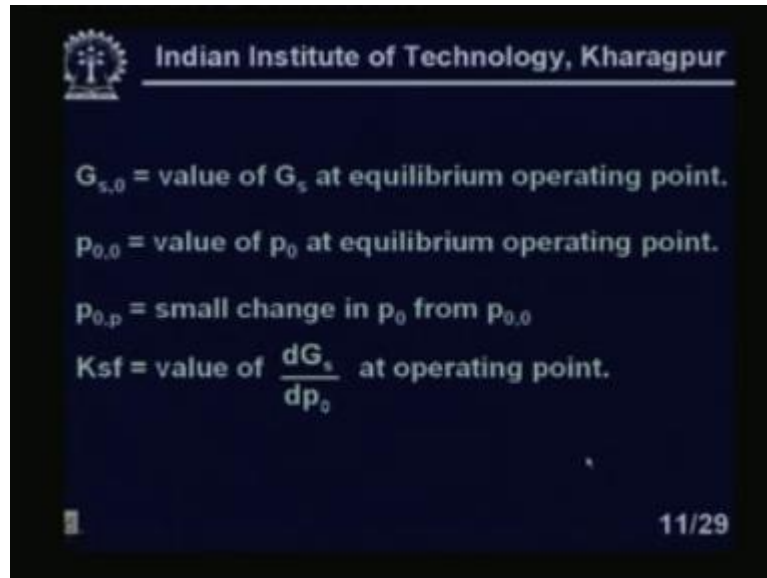 Indian Institute of Technology, Kharagpur
Gₛ,₀ = value of Gₛ at equilibrium operating point.
p₀,₀ = value of p₀ at equilibrium operating point.
p₀,ₚ = small change in p₀ from p₀,₀
Ksf = value of dGₛ/dp₀ at operating point.
11/29